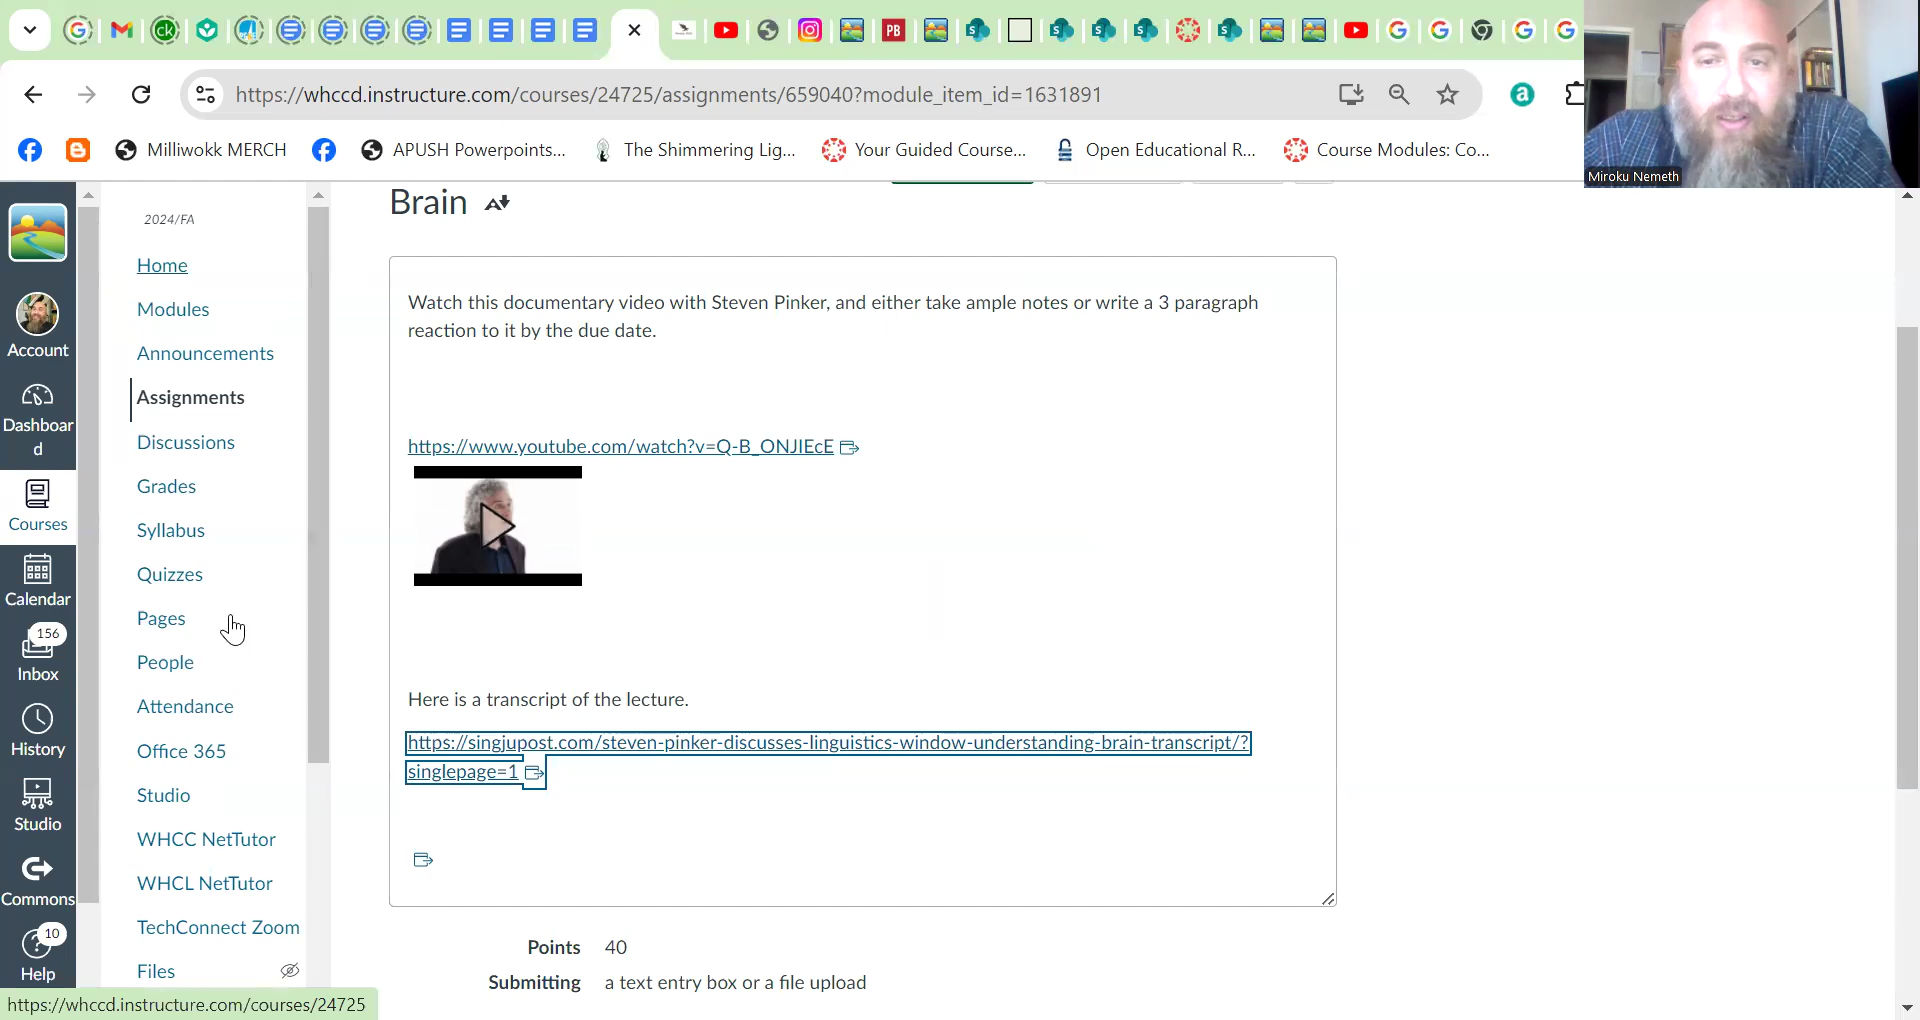 https://whccd.instructure.com/courses/24725/assignments/659040?module_item_id=1631891
Milliwokk MERCH
APUSH Powerpoints...
The Shimmering Lig...
Your Guided Course...
Open Educational R...
Course Modules: Co...
Miroku Nemeth
Account
Dashboar
d
Courses
Calendar
156
Inbox
History
Studio
Commons
10
Help
2024/FA
Home
Modules
Announcements
Assignments
Discussions
Grades
Syllabus
Quizzes
Pages
People
Attendance
Office 365
Studio
WHCC NetTutor
WHCL NetTutor
TechConnect Zoom
Files
Brain
Watch this documentary video with Steven Pinker, and either take ample notes or write a 3 paragraph
reaction to it by the due date.
https://www.youtube.com/watch?v=Q-B_ONJIEcE
Here is a transcript of the lecture.
https://singjupost.com/steven-pinker-discusses-linguistics-window-understanding-brain-transcript/?
singlepage=1
Points 40
Submitting a text entry box or a file upload
https://whccd.instructure.com/courses/24725